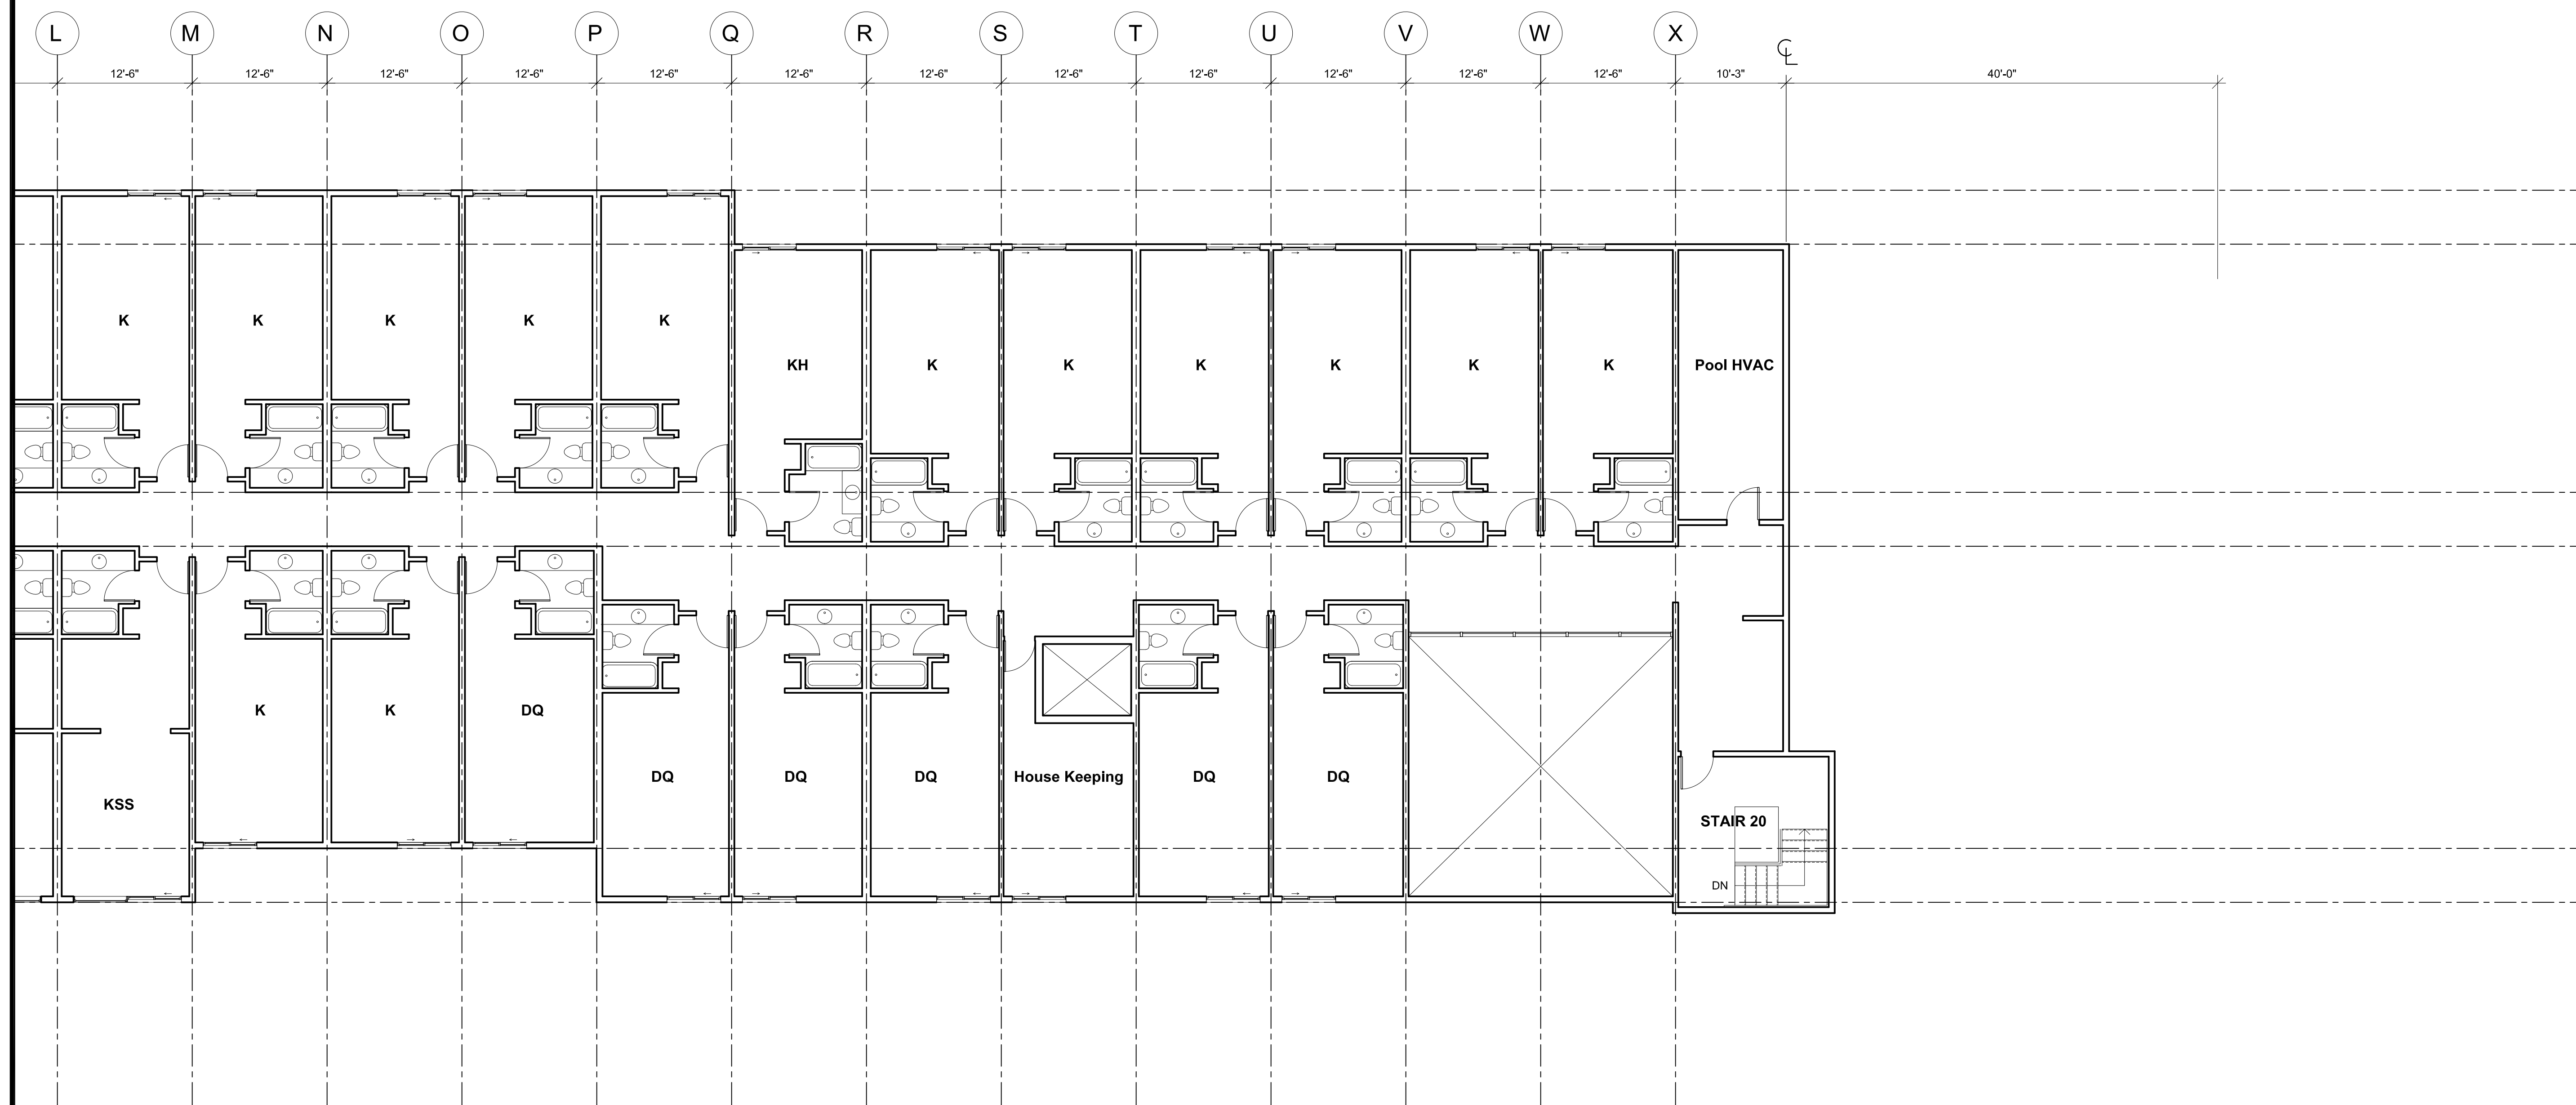 L M N O P Q R S T U V W X
℄
12'-6" 12'-6" 12'-6" 12'-6" 12'-6" 12'-6" 12'-6" 12'-6" 12'-6" 12'-6" 12'-6" 12'-6" 10'-3" 40'-0"
K K K K K
KH K K K K K K Pool HVAC
K K DQ
DQ DQ DQ House Keeping DQ DQ
KSS
STAIR 20
DN